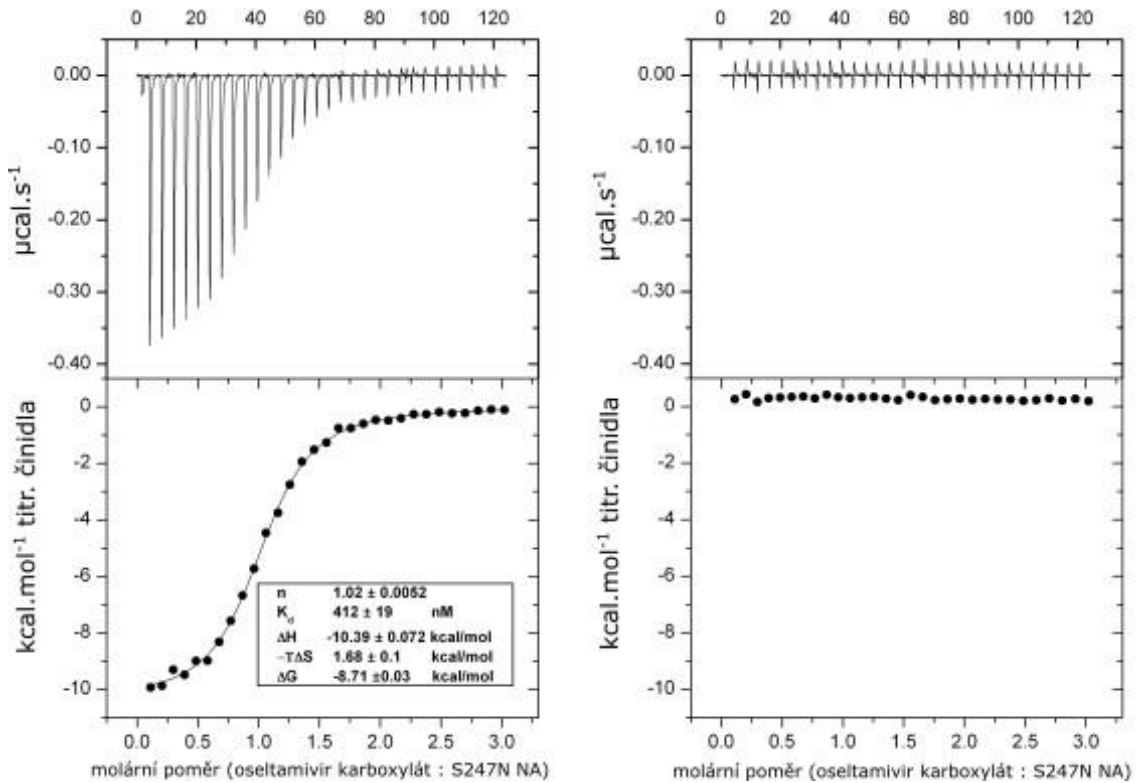 0 20 40 60 80 100 120
0.00
-0.10
-0.20
-0.30
-0.40
µcal.s⁻¹
0
-2
-4
-6
-8
-10
kcal.mol⁻¹ titr. činidla
n 1.02 ± 0.0052
K_d 412 ± 19 nM
ΔH -10.39 ± 0.072 kcal/mol
−TΔS 1.68 ± 0.1 kcal/mol
ΔG -8.71 ±0.03 kcal/mol
0.0 0.5 1.0 1.5 2.0 2.5 3.0
molární poměr (oseltamivir karboxylát : S247N NA)
0 20 40 60 80 100 120
0.00
-0.10
-0.20
-0.30
-0.40
µcal.s⁻¹
0
-2
-4
-6
-8
-10
kcal.mol⁻¹ titr. činidla
0.0 0.5 1.0 1.5 2.0 2.5 3.0
molární poměr (oseltamivir karboxylát : S247N NA)